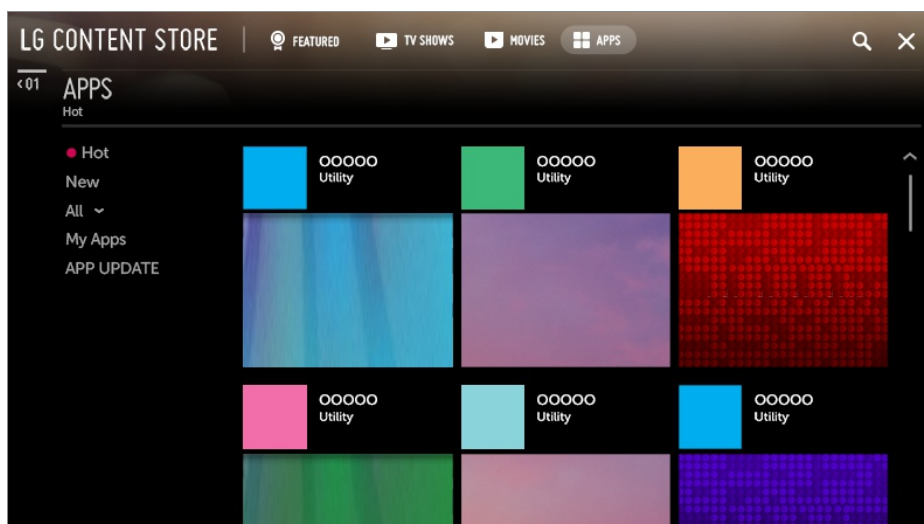 LG CONTENT STORE
FEATURED
TV SHOWS
MOVIES
APPS
<01
APPS
Hot
Hot
New
All
My Apps
APP UPDATE
OOOOO
Utility
OOOOO
Utility
OOOOO
Utility
OOOOO
Utility
OOOOO
Utility
OOOOO
Utility